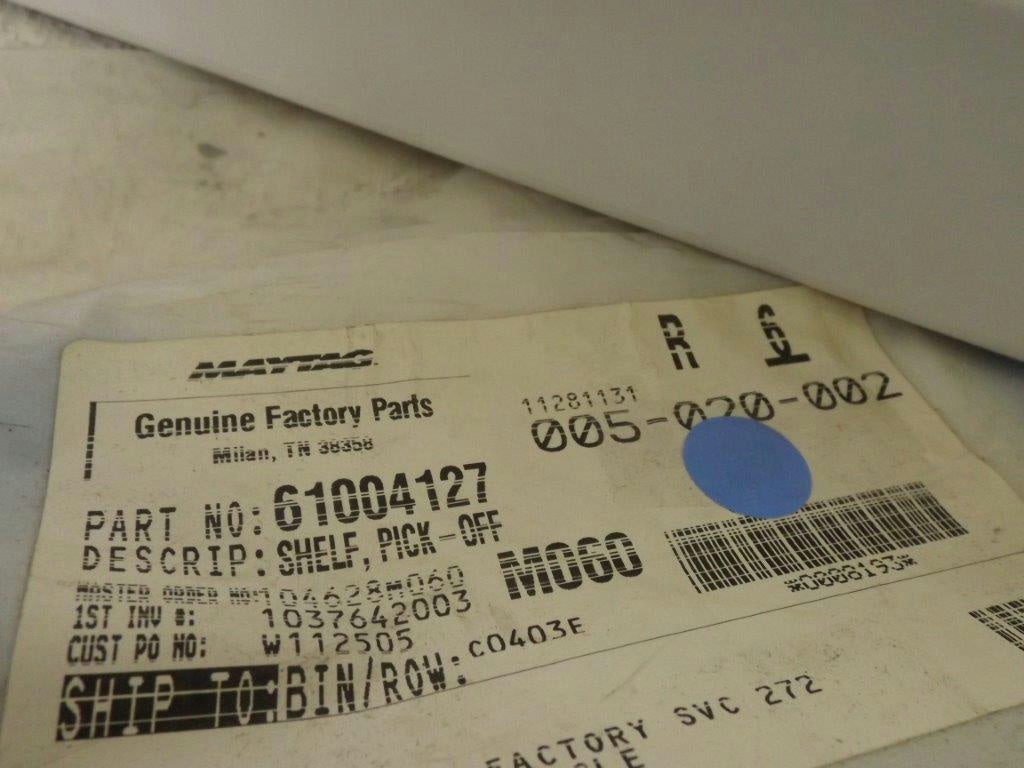 MAYTAG
Genuine Factory Parts
Milan, TN 38358
11281131
005-020-002
PART NO: 61004127
DESCRIP: SHELF, PICK-OFF
MASTER ORDER NO: 104628M060
M060
1ST INV #: 1037642003
CUST PO NO: W112505
*0008193*
SHIP TO: BIN/ROW: C0403E
FACTORY SVC 272